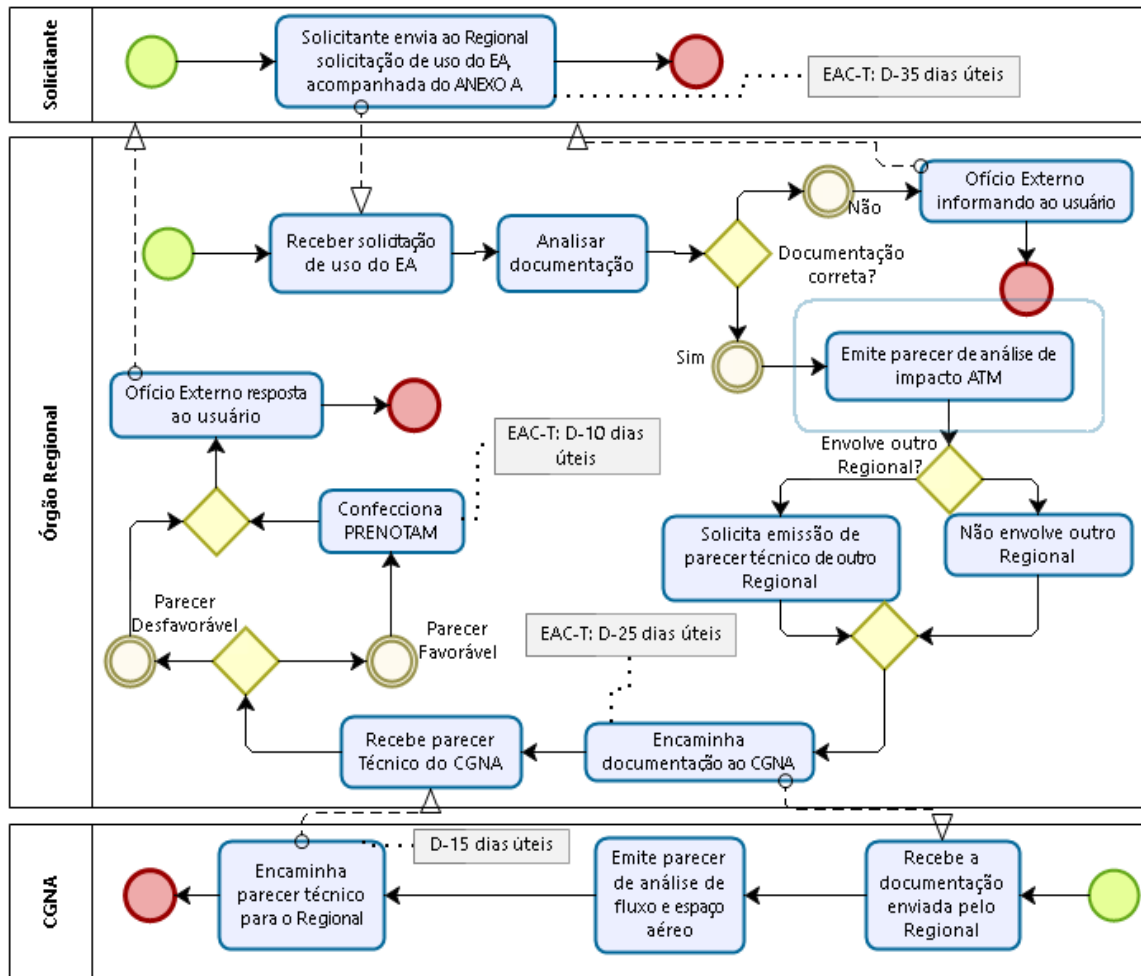 Solicitante
Solicitante envia ao Regional
solicitação de uso do EA,
acompanhada do ANEXO A
EAC-T: D-35 dias úteis
Órgão Regional
Receber solicitação
de uso do EA
Analisar
documentação
Documentação
correta?
Não
Ofício Externo
informando ao usuário
Sim
Emite parecer de análise de
impacto ATM
Envolve outro
Regional?
Solicita emissão de
parecer técnico de outro
Regional
Não envolve outro
Regional
Ofício Externo resposta
ao usuário
EAC-T: D-10 dias
úteis
Confecciona
PRENOTAM
Parecer
Desfavorável
Parecer
Favorável
EAC-T: D-25 dias úteis
Recebe parecer
Técnico do CGNA
Encaminha
documentação ao CGNA
CGNA
D-15 dias úteis
Encaminha
parecer técnico
para o Regional
Emite parecer
de análise de
fluxo e espaço
aéreo
Recebe a
documentação
enviada pelo
Regional